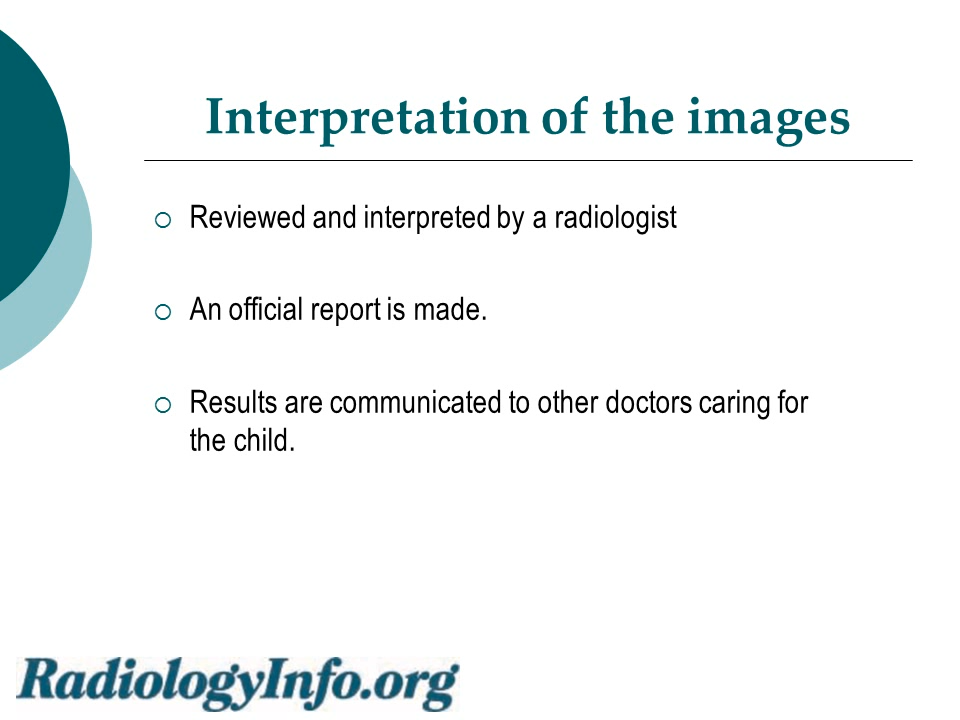 Interpretation of the images
Reviewed and interpreted by a radiologist
An official report is made.
Results are communicated to other doctors caring for
the child.
RadiologyInfo.org